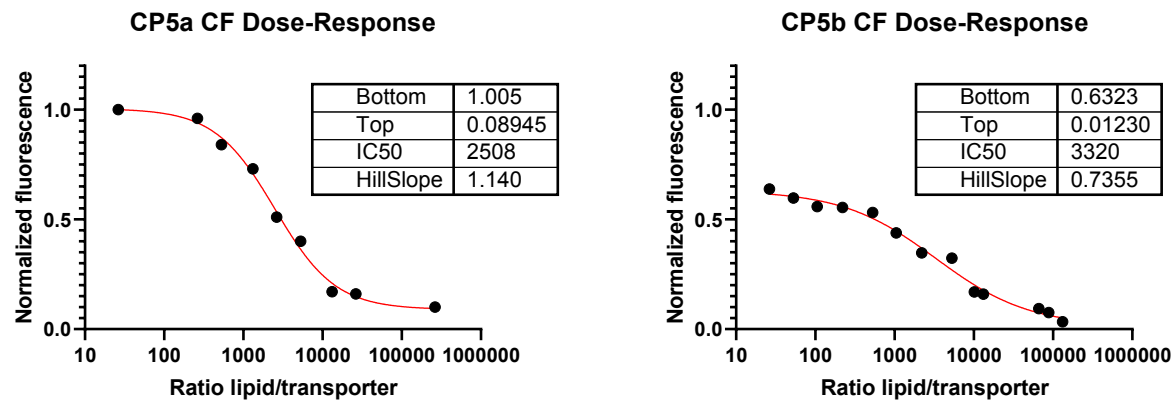 CP5a CF Dose-Response
Normalized fluorescence
1.0
0.5
0.0
Bottom 1.005
Top 0.08945
IC50 2508
HillSlope 1.140
10 100 1000 10000 100000 1000000
Ratio lipid/transporter
CP5b CF Dose-Response
Normalized fluorescence
1.0
0.5
0.0
Bottom 0.6323
Top 0.01230
IC50 3320
HillSlope 0.7355
10 100 1000 10000 100000 1000000
Ratio lipid/transporter